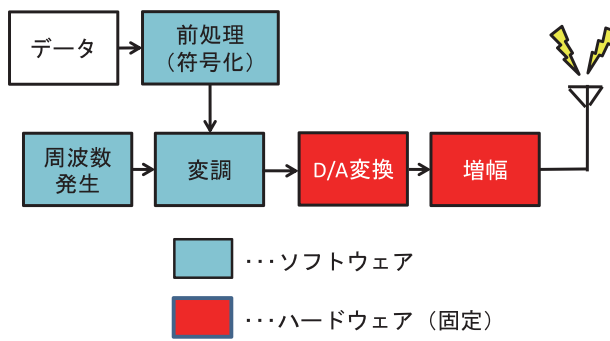 データ
前処理
（符号化）
周波数
発生
変調
D/A変換
増幅
･･･ソフトウェア
･･･ハードウェア（固定）